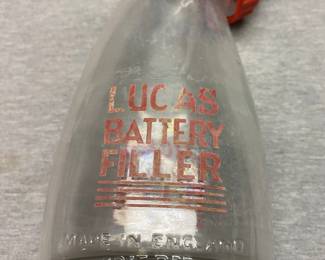 LUCAS
BATTERY
FILLER
MADE IN ENGLAND